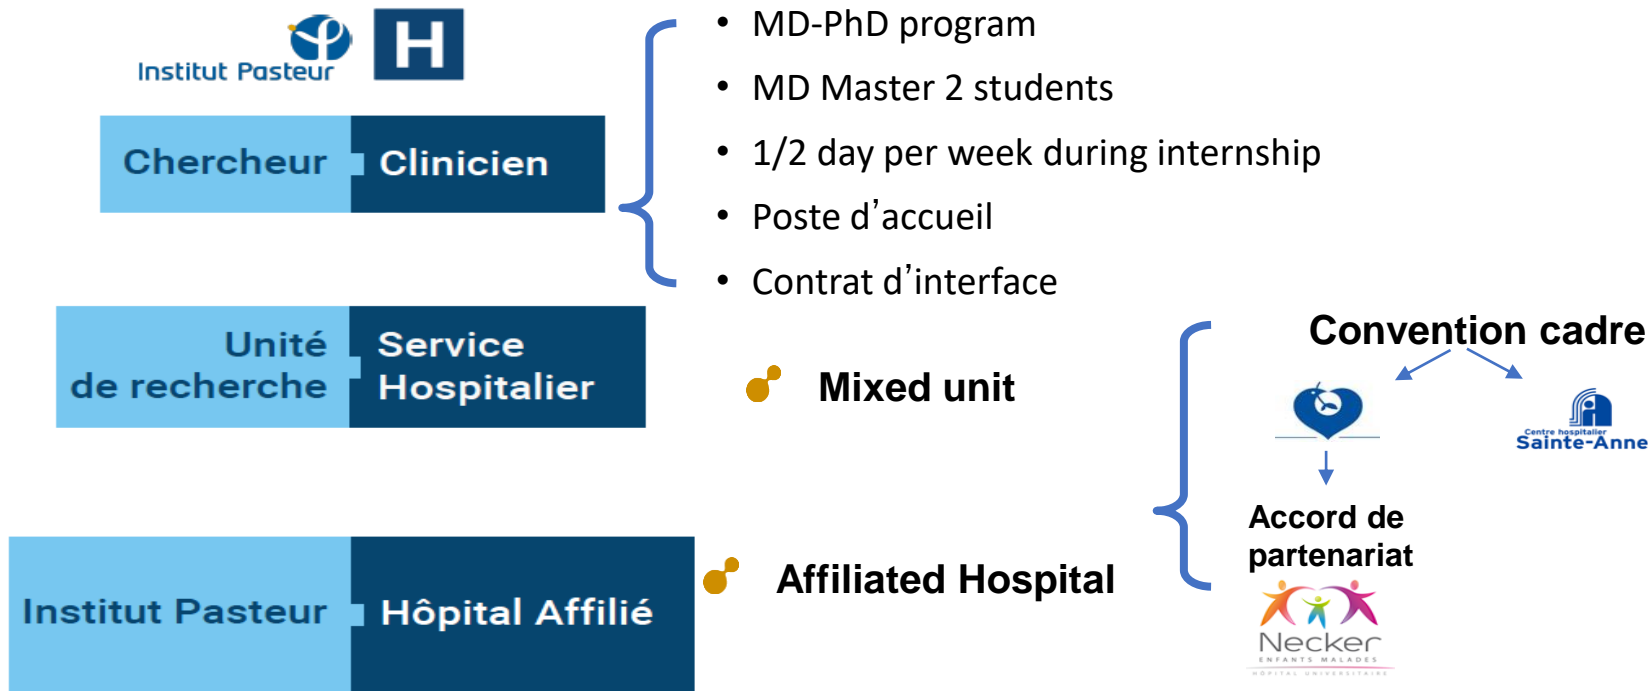 Institut Pasteur
H
Chercheur
Clinicien
• MD-PhD program
• MD Master 2 students
• 1/2 day per week during internship
• Poste d’accueil
• Contrat d’interface
Unité
de recherche
Service
Hospitalier
Mixed unit
Institut Pasteur
Hôpital Affilié
Affiliated Hospital
Convention cadre
Centre hospitalier
Sainte-Anne
Accord de
partenariat
Necker
ENFANTS MALADES
HÔPITAL UNIVERSITAIRE